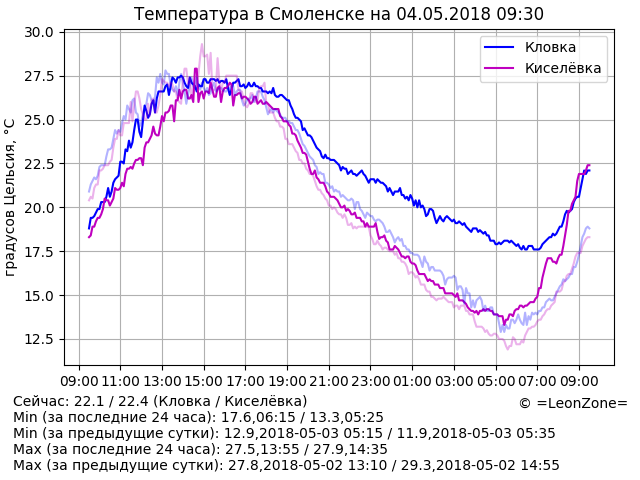 Температура в Смоленске на 04.05.2018 09:30
30.0
27.5
25.0
22.5
20.0
17.5
15.0
12.5
градусов Цельсия, °C
Кловка
Киселёвка
09:00 11:00 13:00 15:00 17:00 19:00 21:00 23:00 01:00 03:00 05:00 07:00 09:00
Сейчас: 22.1 / 22.4 (Кловка / Киселёвка)
© =LeonZone=
Min (за последние 24 часа): 17.6,06:15 / 13.3,05:25
Min (за предыдущие сутки): 12.9,2018-05-03 05:15 / 11.9,2018-05-03 05:35
Max (за последние 24 часа): 27.5,13:55 / 27.9,14:35
Max (за предыдущие сутки): 27.8,2018-05-02 13:10 / 29.3,2018-05-02 14:55